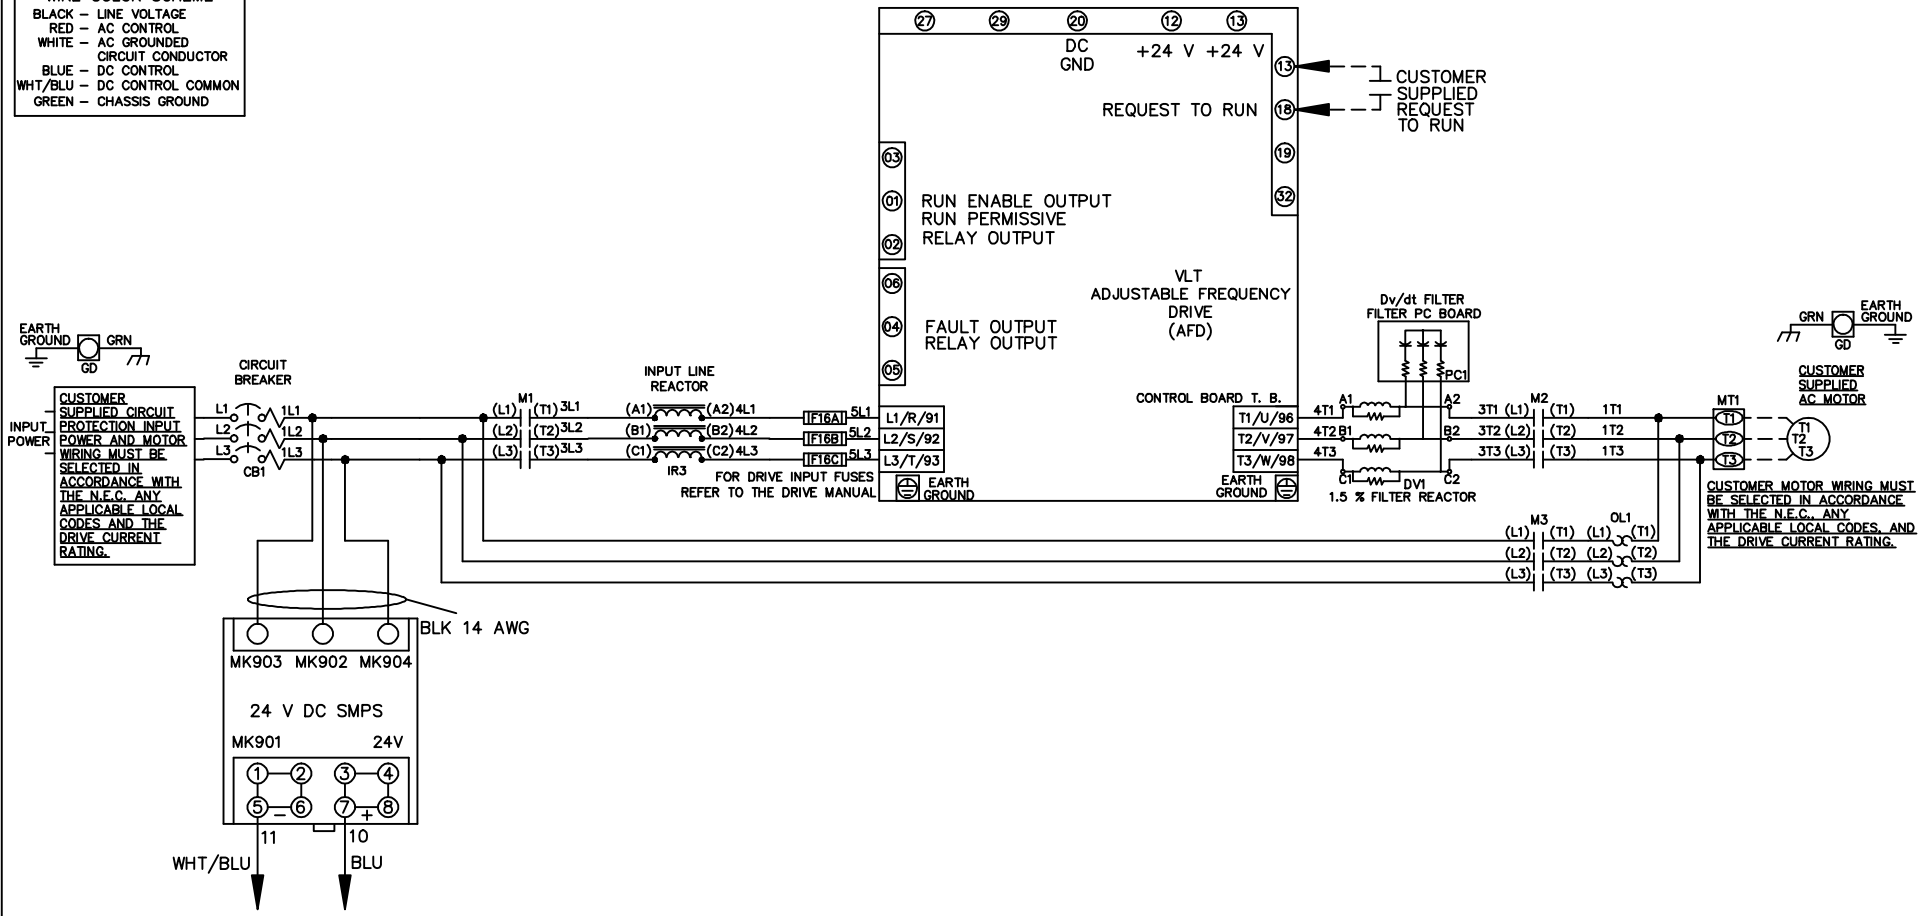 BLACK – LINE VOLTAGE
RED – AC CONTROL
WHITE – AC GROUNDED
CIRCUIT CONDUCTOR
BLUE – DC CONTROL
WHT/BLU – DC CONTROL COMMON
GREEN – CHASSIS GROUND
27 29 20 12 13
DC GND
+24 V +24 V
13
18
19
32
REQUEST TO RUN
CUSTOMER
SUPPLIED
REQUEST
TO RUN
03
01
02
RUN ENABLE OUTPUT
RUN PERMISSIVE
RELAY OUTPUT
06
04
05
FAULT OUTPUT
RELAY OUTPUT
VLT
ADJUSTABLE FREQUENCY
DRIVE
(AFD)
EARTH
GROUND
GRN
GD
INPUT
POWER
CUSTOMER
SUPPLIED CIRCUIT
PROTECTION INPUT
POWER AND MOTOR
WIRING MUST BE
SELECTED IN
ACCORDANCE WITH
THE N.E.C. ANY
APPLICABLE LOCAL
CODES AND THE
DRIVE CURRENT
RATING.
CIRCUIT
BREAKER
L1 1L1
L2 1L2
L3 1L3
CB1
M1
(L1) (T1) 3L1
(L2) (T2) 3L2
(L3) (T3) 3L3
INPUT LINE
REACTOR
(A1) (A2) 4L1
(B1) (B2) 4L2
(C1) (C2) 4L3
IR3
F16A 5L1
F16B 5L2
F16C 5L3
FOR DRIVE INPUT FUSES
REFER TO THE DRIVE MANUAL
L1/R/91
L2/S/92
L3/T/93
EARTH
GROUND
CONTROL BOARD T. B.
T1/U/96
T2/V/97
T3/W/98
EARTH
GROUND
Dv/dt FILTER
FILTER PC BOARD
PC1
4T1 A1 A2
4T2 B1 B2
4T3 C1 C2
DV1
1.5 % FILTER REACTOR
M2
3T1 (L1) (T1) 1T1
3T2 (L2) (T2) 1T2
3T3 (L3) (T3) 1T3
MT1
T1
T2
T3
T1
T2
T3
GRN
GD
EARTH
GROUND
CUSTOMER
SUPPLIED
AC MOTOR
CUSTOMER MOTOR WIRING MUST
BE SELECTED IN ACCORDANCE
WITH THE N.E.C., ANY
APPLICABLE LOCAL CODES, AND
THE DRIVE CURRENT RATING.
M3 OL1
(L1) (T1) (L1) (T1)
(L2) (T2) (L2) (T2)
(L3) (T3) (L3) (T3)
BLK 14 AWG
MK903 MK902 MK904
24 V DC SMPS
MK901 24V
1 2 3 4
5 – 6 7 + 8
11 10
WHT/BLU BLU